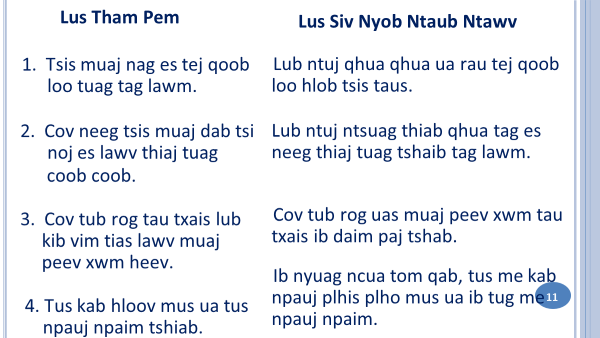 Lus Tham Pem
1. Tsis muaj nag es tej qoob
loo tuag tag lawm.
2. Cov neeg tsis muaj dab tsi
noj es lawv thiaj tuag
coob coob.
3. Cov tub rog tau txais lub
kib vim tias lawv muaj
peev xwm heev.
4. Tus kab hloov mus ua tus
npauj npaim tshiab.
Lus Siv Nyob Ntaub Ntawv
Lub ntuj qhua qhua ua rau tej qoob
loo hlob tsis taus.
Lub ntuj ntsuag thiab qhua tag es
neeg thiaj tuag tshaib tag lawm.
Cov tub rog uas muaj peev xwm tau
txais ib daim paj tshab.
Ib nyuag ncua tom qab, tus me kab
npauj plhis plho mus ua ib tug me
npauj npaim.
11